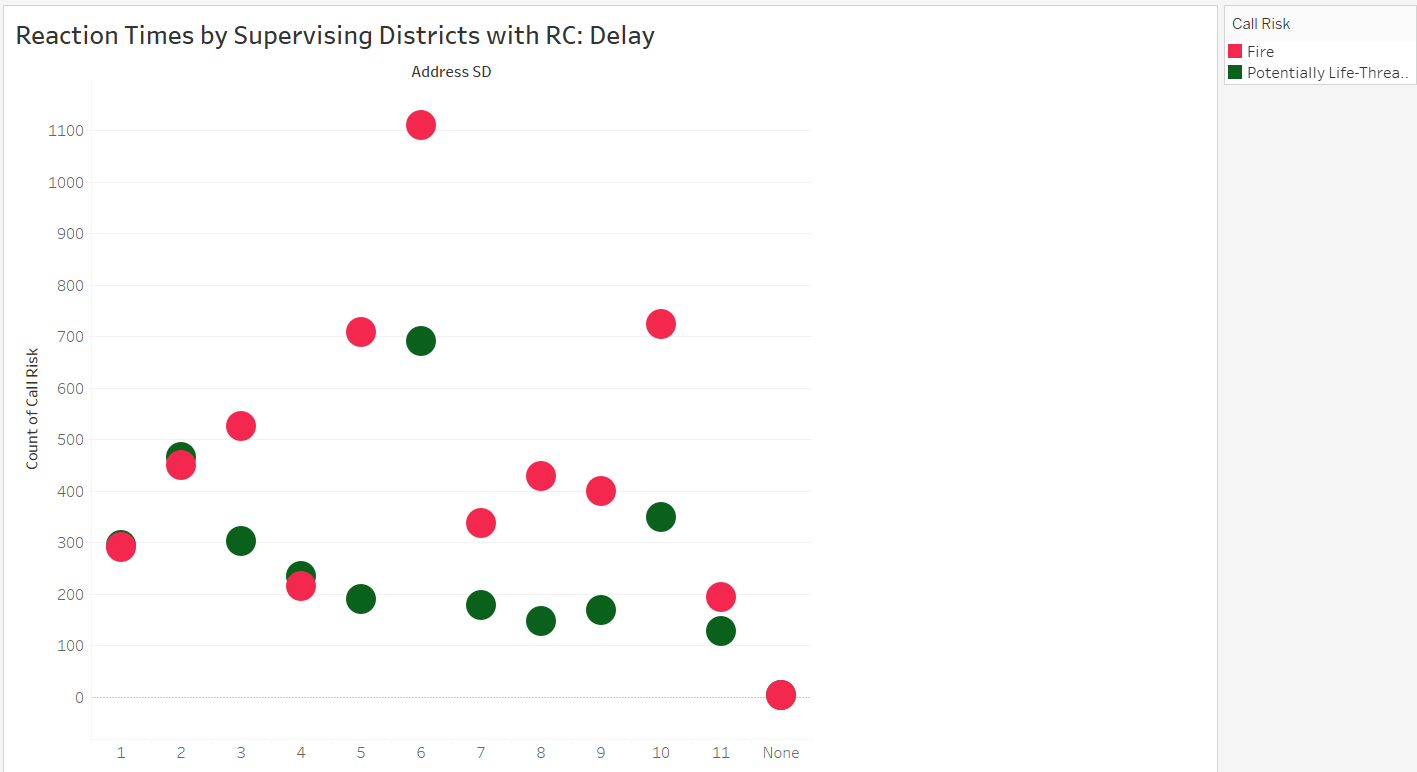 Reaction Times by Supervising Districts with RC: Delay
Address SD
1100
1000
900
800
700
600
500
400
300
200
100
0
Count of Call Risk
1 2 3 4 5 6 7 8 9 10 11 None
Call Risk
Fire
Potentially Life-Threa..